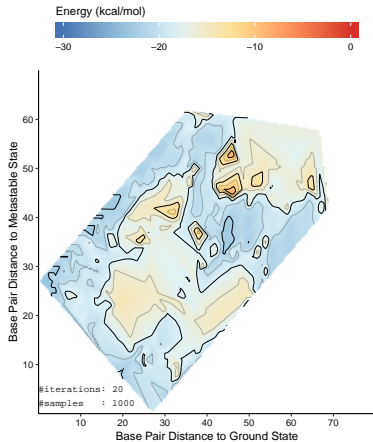 Energy (kcal/mol)
−30 −20 −10 0
Base Pair Distance to Metastable State
60
50
40
30
20
10
#iterations: 20
#samples : 1000
10 20 30 40 50 60 70
Base Pair Distance to Ground State